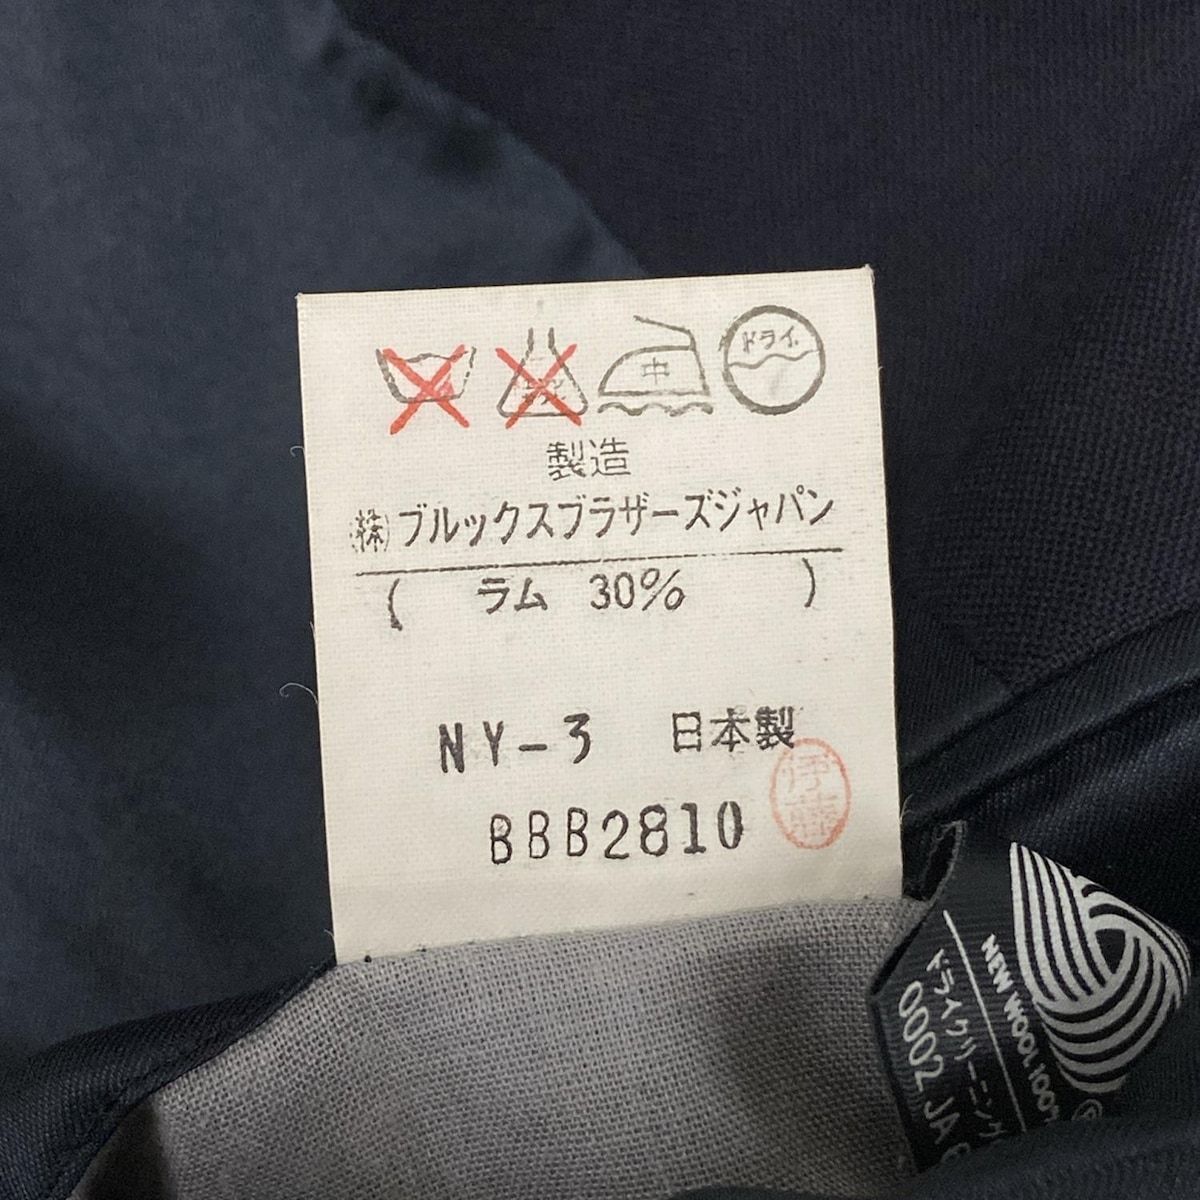 中
ドライ
製造
(株)ブルックスブラザーズジャパン
( ラム 30% )
NY-3 日本製
伊藤
BBB2810
NEW WOOL 100%
ドライクリーニング
0002 JA